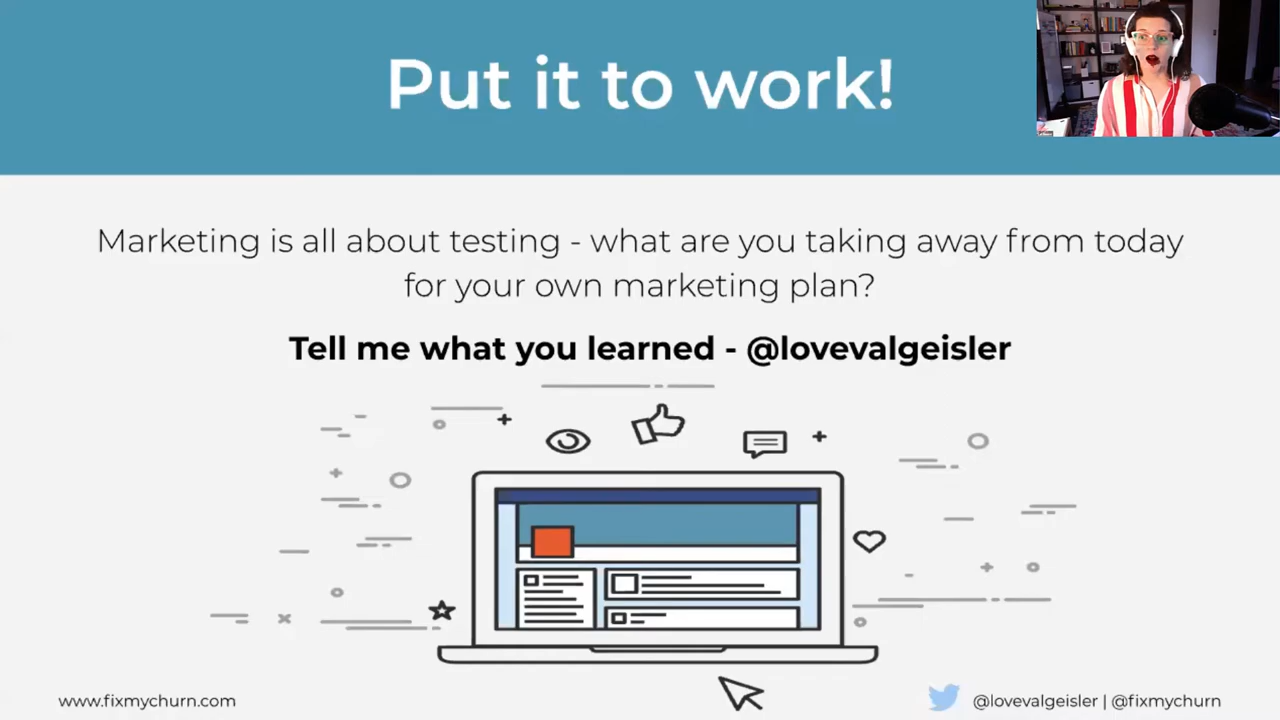 Put it to work!
Marketing is all about testing - what are you taking away from today
for your own marketing plan?
Tell me what you learned - @lovevalgeisler
www.fixmychurn.com
@lovevalgeisler | @fixmychurn